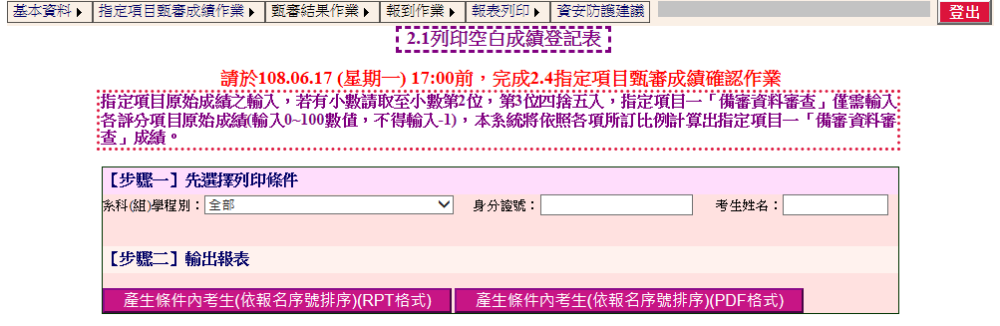 基本資料 指定項目甄審成績作業 甄審結果作業 報到作業 報表列印 資安防護建議 登出
2.1列印空白成績登記表
請於108.06.17 (星期一) 17:00前，完成2.4指定項目甄審成績確認作業
指定項目原始成績之輸入，若有小數請取至小數第2位，第3位四捨五入，指定項目一「備審資料審查」僅需輸入
各評分項目原始成績(輸入0~100數值，不得輸入-1)，本系統將依照各項所訂比例計算出指定項目一「備審資料審
查」成績。
【步驟一】先選擇列印條件
系科(組)學程別：全部 身分證號： 考生姓名：
【步驟二】輸出報表
產生條件內考生(依報名序號排序)(RPT格式) 產生條件內考生(依報名序號排序)(PDF格式)